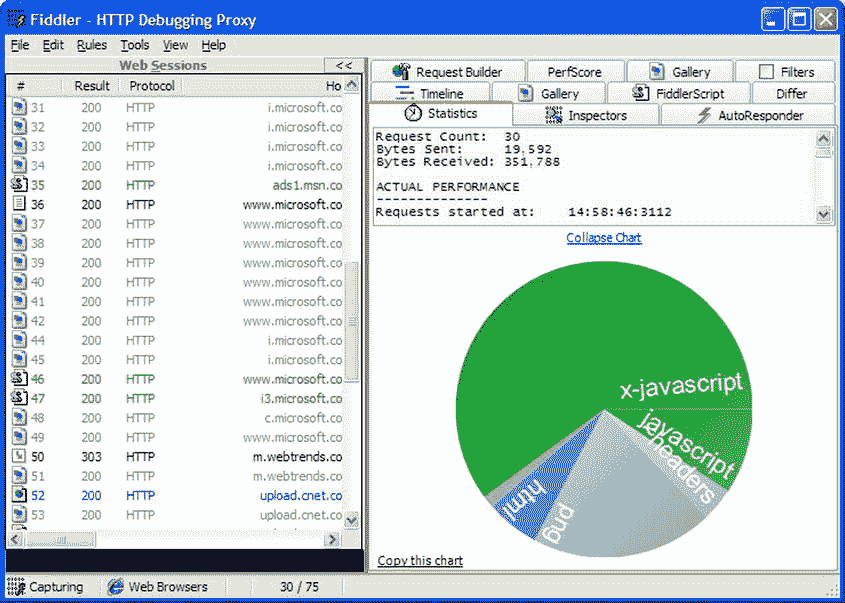 Fiddler - HTTP Debugging Proxy
File Edit Rules Tools View Help
Web Sessions <<
# Result Protocol Ho
31 200 HTTP i.microsoft.co
32 200 HTTP i.microsoft.co
33 200 HTTP i.microsoft.co
34 200 HTTP i.microsoft.co
35 200 HTTP ads1.msn.co
36 200 HTTP www.microsoft.co
37 200 HTTP www.microsoft.co
38 200 HTTP www.microsoft.co
39 200 HTTP www.microsoft.co
40 200 HTTP www.microsoft.co
41 200 HTTP www.microsoft.co
42 200 HTTP www.microsoft.co
44 200 HTTP i.microsoft.co
45 200 HTTP i.microsoft.co
46 200 HTTP www.microsoft.co
47 200 HTTP i3.microsoft.co
48 200 HTTP c.microsoft.co
49 200 HTTP www.microsoft.co
50 303 HTTP m.webtrends.co
51 200 HTTP m.webtrends.co
52 200 HTTP upload.cnet.co
53 200 HTTP upload.cnet.co
Request Builder PerfScore Gallery Filters
Timeline Gallery FiddlerScript Differ
Statistics Inspectors AutoResponder
Request Count: 30
Bytes Sent: 19,592
Bytes Received: 351,788
ACTUAL PERFORMANCE
---------------
Requests started at: 14:58:46:3112
Collapse Chart
x-javascript
javascript
headers
png
html
Copy this chart
Capturing Web Browsers 30 / 75